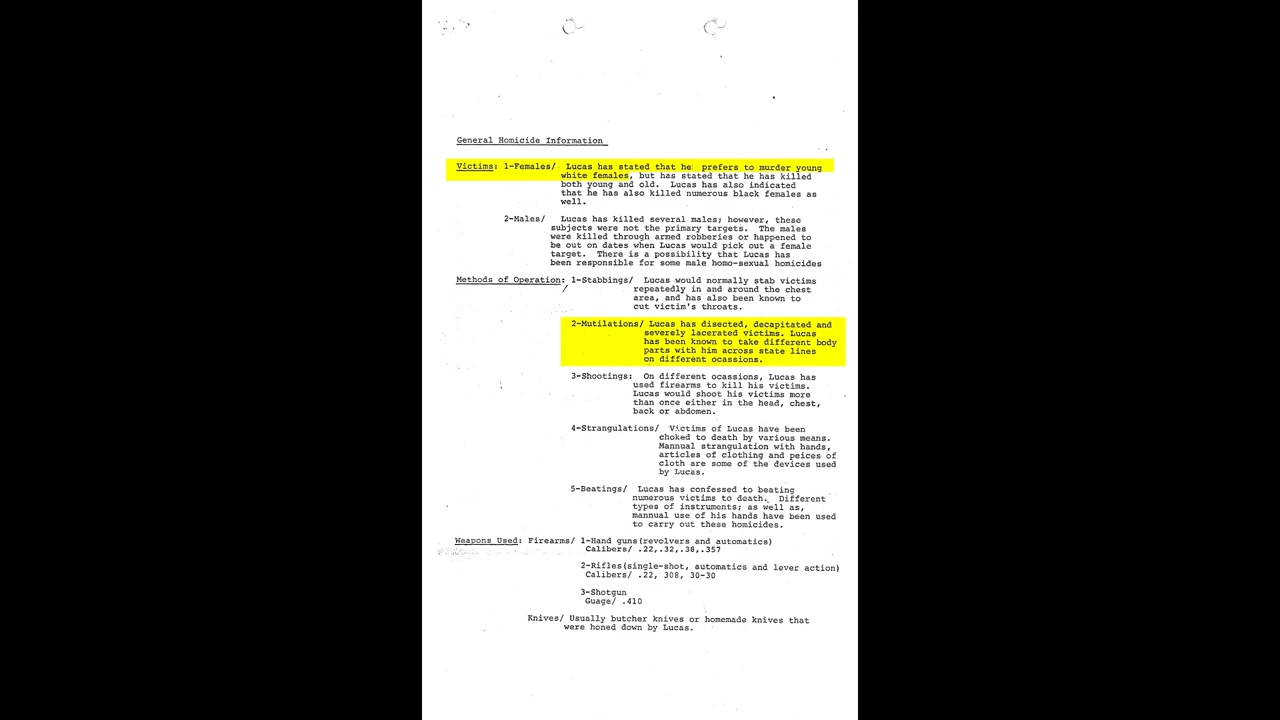 General Homicide Information
Victims: 1-Females/ Lucas has stated that he prefers to murder young
white females, but has stated that he has killed
both young and old. Lucas has also indicated
that he has also killed numerous black females as
well.
2-Males/ Lucas has killed several males; however, these
subjects were not the primary targets. The males
were killed through armed robberies or happened to
be out on dates when Lucas would pick out a female
target. There is a possibility that Lucas has
been responsible for some male homo-sexual homicides
Methods of Operation: 1-Stabbings/ Lucas would normally stab victims
/ repeatedly in and around the chest
area, and has also been known to
cut victim's throats.
2-Mutilations/ Lucas has disected, decapitated and
severely lacerated victims. Lucas
has been known to take different body
parts with him across state lines
on different ocassions.
3-Shootings: On different ocassions, Lucas has
used firearms to kill his victims.
Lucas would shoot his victims more
than once either in the head, chest,
back or abdomen.
4-Strangulations/ Victims of Lucas have been
choked to death by various means.
Mannual strangulation with hands,
articles of clothing and peices of
cloth are some of the devices used
by Lucas.
5-Beatings/ Lucas has confessed to beating
numerous victims to death. Different
types of instruments; as well as,
mannual use of his hands have been used
to carry out these homicides.
Weapons Used: Firearms/ 1-Hand guns(revolvers and automatics)
Calibers/ .22,.32,.38,.357
2-Rifles(single-shot, automatics and lever action)
Calibers/ .22, 308, 30-30
3-Shotgun
Guage/ .410
Knives/ Usually butcher knives or homemade knives that
were honed down by Lucas.